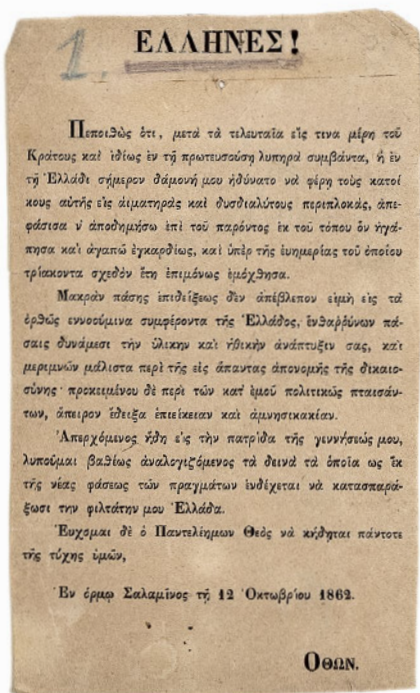 1.
ΕΛΛΗΝΕΣ!
Πεποιθὼς ὅτι, μετὰ τὰ τελευταῖα εἴς τινα μέρη τοῦ
Κράτους καὶ ἰδίως ἐν τῇ πρωτευσούσῃ λυπηρὰ συμβάντα, ἡ ἐν
τῇ Ἑλλάδι σήμερον διαμονή μου ἠδύνατο νὰ φέρῃ τοὺς κατοί
κους αὐτῆς εἰς αἱματηρὰς καὶ δυσδιαλύτους περιπλοκάς, ἀπε-
φάσισα ν' ἀποδημήσω ἐπὶ τοῦ παρόντος ἐκ τοῦ τόπου ὃν ἠγά-
πησα καὶ ἀγαπῶ ἐγκαρδίως, καὶ ὑπὲρ τῆς εὐημερίας τοῦ ὁποίου
τριάκοντα σχεδὸν ἔτη ἐπιμόνως ἐμόχθησα.
Μακρὰν πάσης ἐπιδείξεως δὲν ἀπέβλεπον εἰμὴ εἰς τὰ
ὀρθῶς ἐννοούμινα συμφέροντα τῆς Ἑλλάδος, ἐνθαρρύνων πά-
σαις δυνάμεσι τὴν ὑλικὴν καὶ ἠθικὴν ἀνάπτυξιν σας, καὶ
μεριμνῶν μάλιστα περὶ τῆς εἰς ἅπαντας ἀπονομῆς τῆς δικαιο-
σύνης· προκειμένου δὲ περὶ τῶν κατ' ἐμοῦ πολιτικῶς πταισάν-
των, ἄπειρον ἔδειξα ἐπιείκειαν καὶ ἀμνησικακίαν.
Ἀπερχόμενος ἤδη εἰς τὴν πατρίδα τῆς γεννήσεώς μου,
λυποῦμαι βαθέως ἀναλογιζόμενος τὰ δεινὰ τὰ ὁποῖα ὡς ἐκ
τῆς νέας φάσεως τῶν πραγμάτων ἐνδέχεται νὰ κατασπαρά-
ξωσι τὴν φιλτάτην μου Ἑλλάδα.
Εὔχομαι δὲ ὁ Παντελέημων Θεὸς νὰ κήδηται πάντοτε
τῆς τύχης ὑμῶν,
Ἐν ὅρμῳ Σαλαμῖνος τῇ 12 Ὀκτωβρίου 1862.
ΟΘΩΝ.